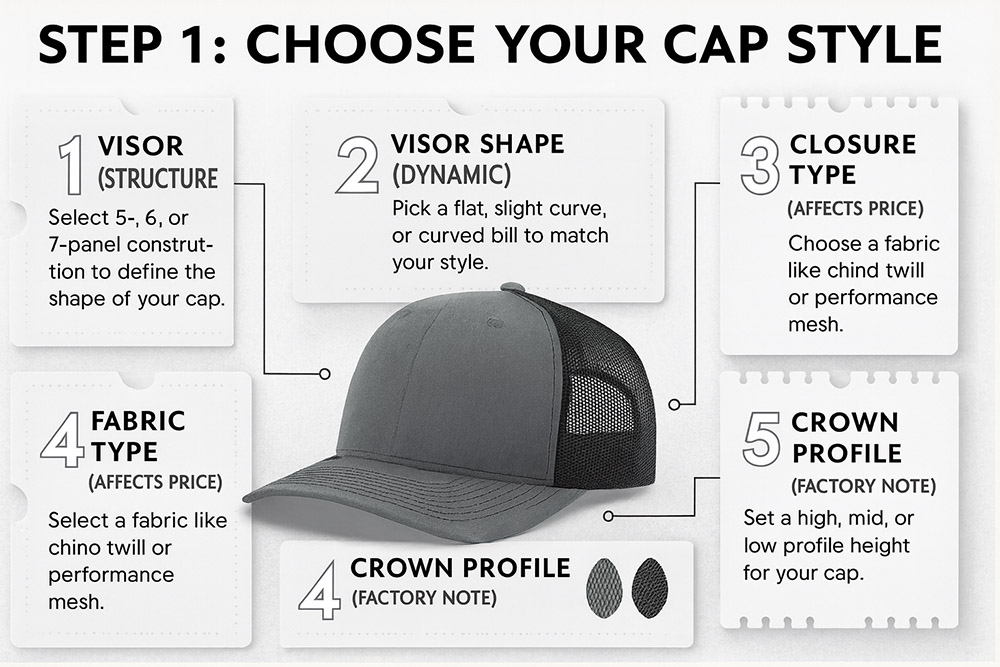 STEP 1: CHOOSE YOUR CAP STYLE
1 VISOR
(STRUCTURE
Select 5-, 6, or
7-panel construt-
tion to define the
shape of your cap.
2 VISOR SHAPE
(DYNAMIC)
Pick a flat, slight curve,
or curved bill to match
your style.
3 CLOSURE
TYPE
(AFFECTS PRICE)
Choose a fabric
like chind twill
or performance
mesh.
4 FABRIC
TYPE
(AFFECTS PRICE)
Select a fabric like
chino twill or
performance
mesh.
4 CROWN PROFILE
(FACTORY NOTE)
5 CROWN
PROFILE
(FACTORY NOTE)
Set a high, mid, or
low profile height
for your cap.